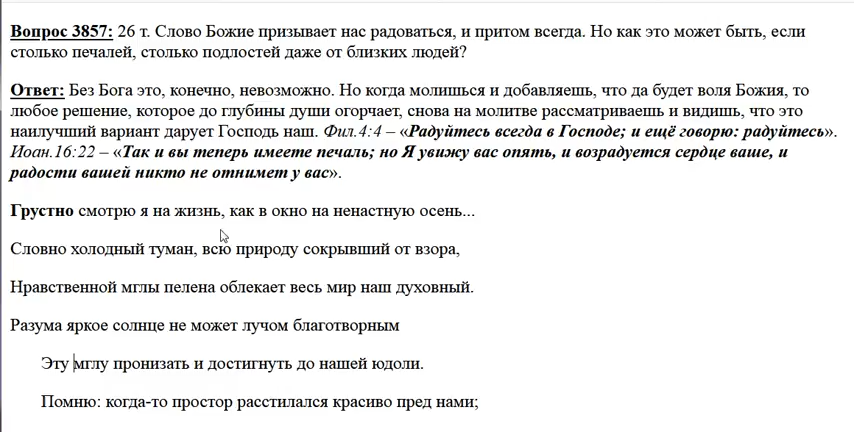 Вопрос 3857: 26 т. Слово Божие призывает нас радоваться, и притом всегда. Но как это может быть, если
столько печалей, столько подлостей даже от близких людей?
Ответ: Без Бога это, конечно, невозможно. Но когда молишься и добавляешь, что да будет воля Божия, то
любое решение, которое до глубины души огорчает, снова на молитве рассматриваешь и видишь, что это
наилучший вариант дарует Господь наш. Фил.4:4 – «Радуйтесь всегда в Господе; и ещё говорю: радуйтесь».
Иоан.16:22 – «Так и вы теперь имеете печаль; но Я увижу вас опять, и возрадуется сердце ваше, и
радости вашей никто не отнимет у вас».
Грустно смотрю я на жизнь, как в окно на ненастную осень...
Словно холодный туман, всю природу сокрывший от взора,
Нравственной мглы пелена облекает весь мир наш духовный.
Разума яркое солнце не может лучом благотворным
Эту мглу пронизать и достигнуть до нашей юдоли.
Помню: когда-то простор расстилался красиво пред нами;